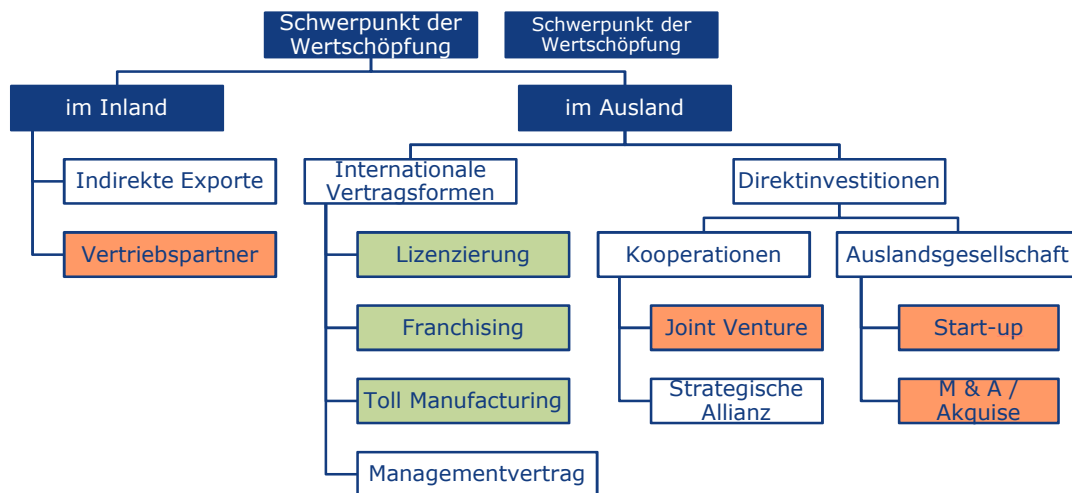 Schwerpunkt der
Wertschöpfung
Schwerpunkt der
Wertschöpfung
im Inland
im Ausland
Indirekte Exporte
Vertriebspartner
Internationale
Vertragsformen
Lizenzierung
Franchising
Toll Manufacturing
Managementvertrag
Direktinvestitionen
Kooperationen
Joint Venture
Strategische
Allianz
Auslandsgesellschaft
Start-up
M & A /
Akquise